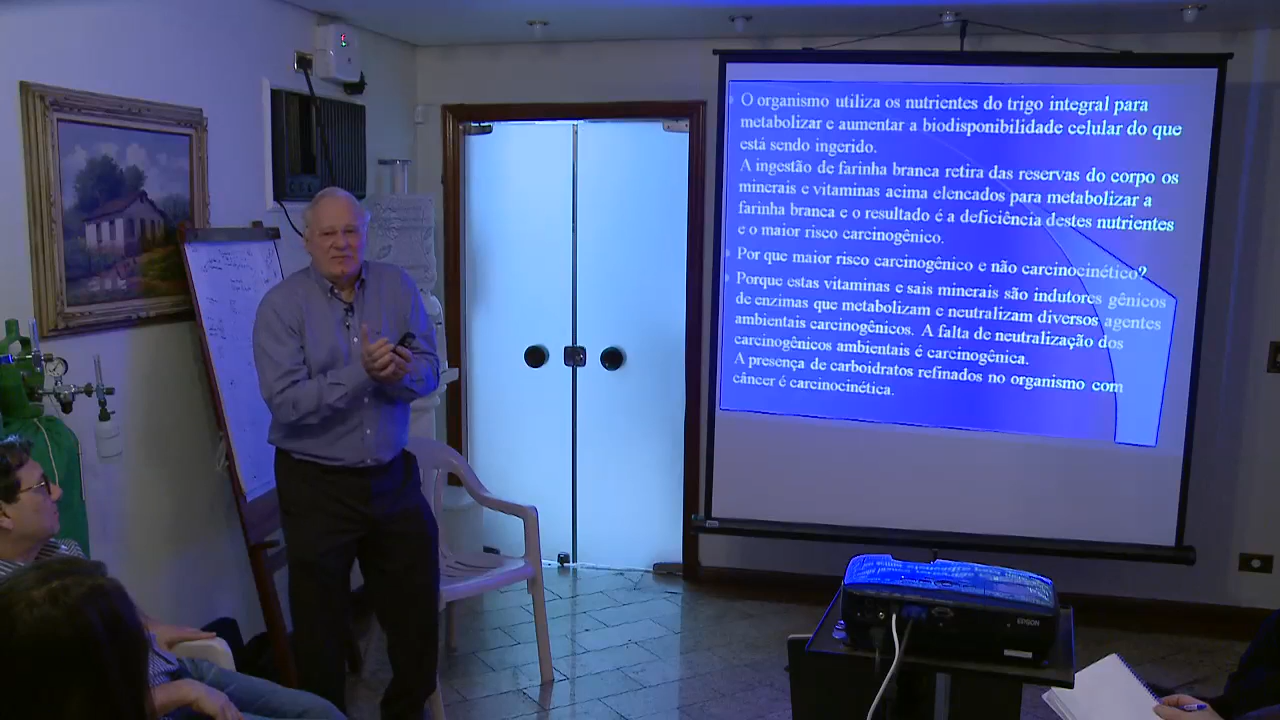 O organismo utiliza os nutrientes do trigo integral para
metabolizar e aumentar a biodisponibilidade celular do que
está sendo ingerido.
A ingestão de farinha branca retira das reservas do corpo os
minerais e vitaminas acima elencados para metabolizar a
farinha branca e o resultado é a deficiência destes nutrientes
e o maior risco carcinogênico.
Por que maior risco carcinogênico e não carcinocinético?
Porque estas vitaminas e sais minerais são indutores gênicos
de enzimas que metabolizam e neutralizam diversos agentes
ambientais carcinogênicos. A falta de neutralização dos
carcinogênicos ambientais é carcinogênica.
A presença de carboidratos refinados no organismo com
câncer é carcinocinética.
EPSON